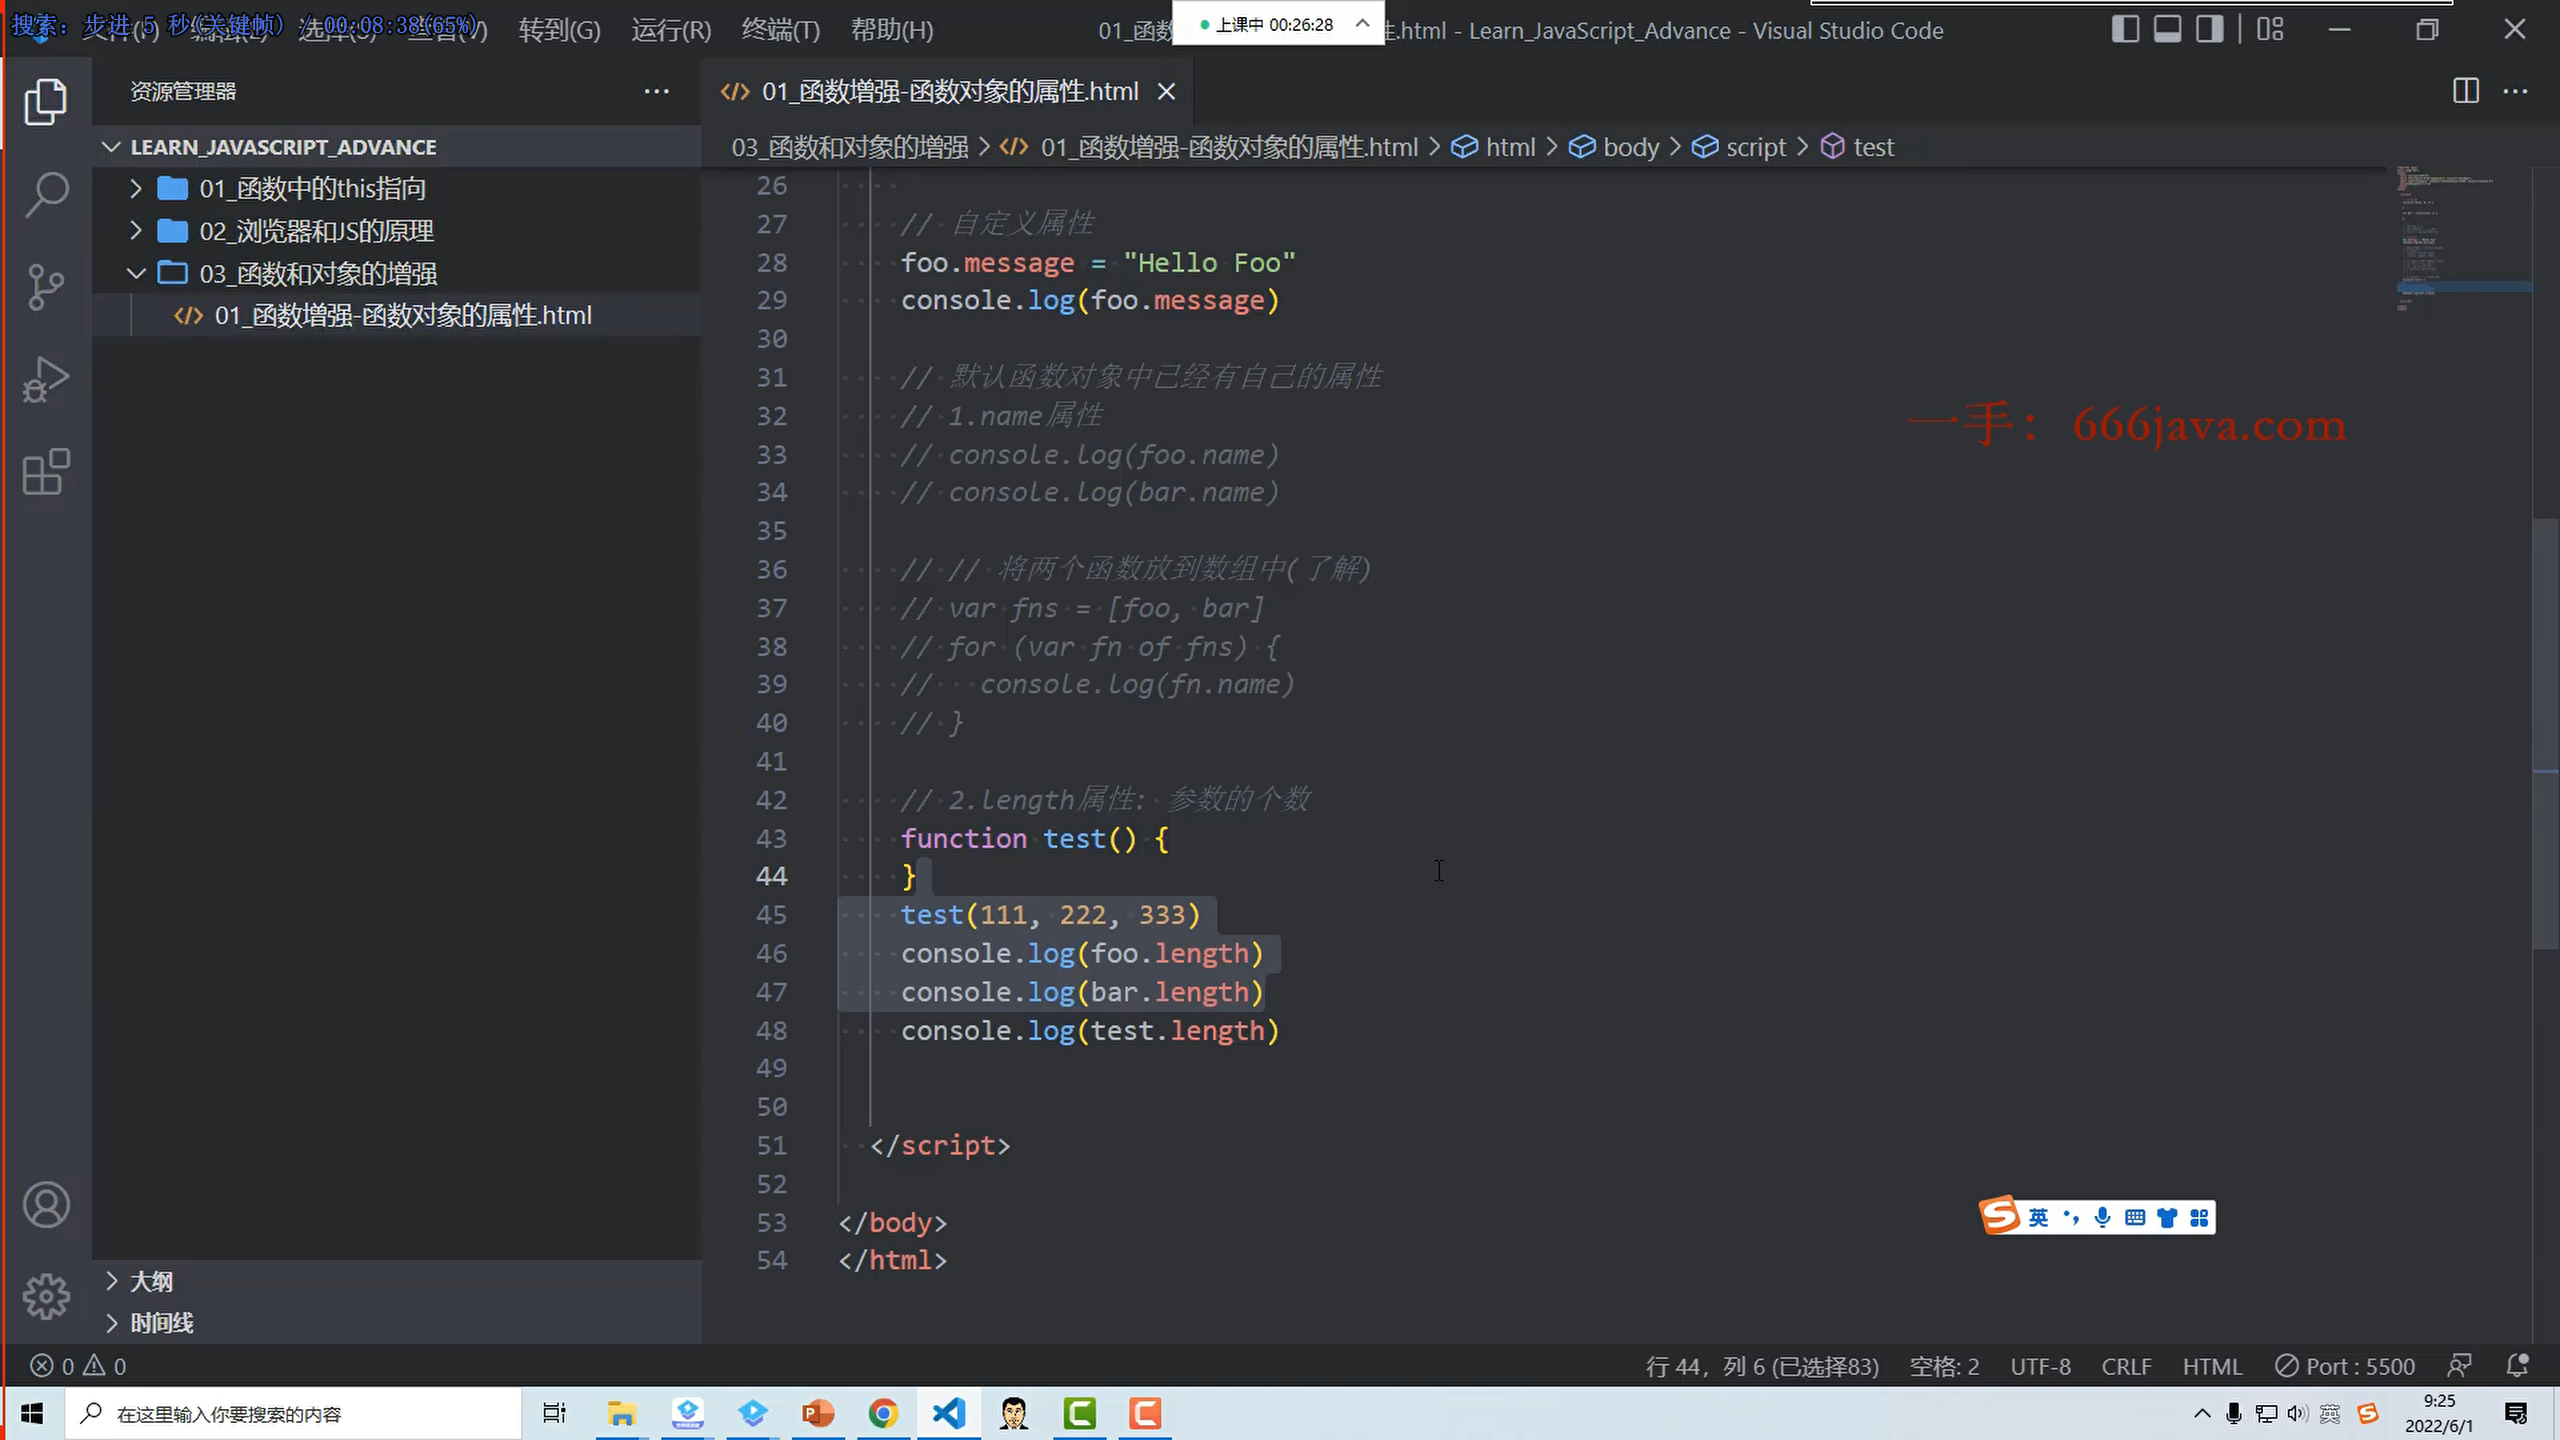 搜索: 步进 5 秒(关键帧) / 00:08:38(65%)
转到(G) 运行(R) 终端(T) 帮助(H)
上课中 00:26:28
.html - Learn_JavaScript_Advance - Visual Studio Code
资源管理器
LEARN_JAVASCRIPT_ADVANCE
01_函数中的this指向
02_浏览器和JS的原理
03_函数和对象的增强
01_函数增强-函数对象的属性.html
大纲
时间线
01_函数增强-函数对象的属性.html
03_函数和对象的增强 > 01_函数增强-函数对象的属性.html > html > body > script > test
26
27 // 自定义属性
28 foo.message = "Hello Foo"
29 console.log(foo.message)
30
31 // 默认函数对象中已经有自己的属性
32 // 1.name属性
33 // console.log(foo.name)
34 // console.log(bar.name)
35
36 // // 将两个函数放到数组中(了解)
37 // var fns = [foo, bar]
38 // for (var fn of fns) {
39 //   console.log(fn.name)
40 // }
41
42 // 2.length属性: 参数的个数
43 function test() {
44 }
45 test(111, 222, 333)
46 console.log(foo.length)
47 console.log(bar.length)
48 console.log(test.length)
49
50
51 </script>
52
53 </body>
54 </html>
一手：666java.com
英
0 0
行 44，列 6 (已选择83) 空格: 2 UTF-8 CRLF HTML Port : 5500
在这里输入你要搜索的内容
英
9:25
2022/6/1